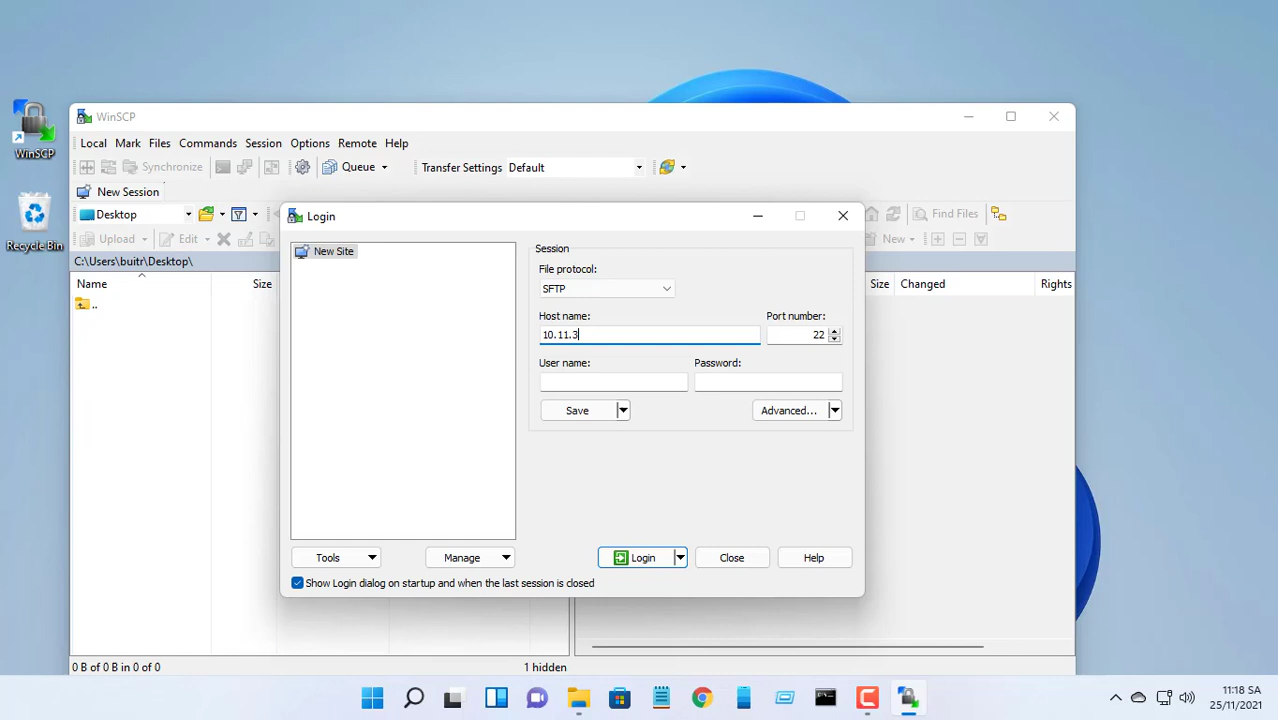 WinSCP
Recycle Bin
WinSCP
Local Mark Files Commands Session Options Remote Help
Synchronize Queue Transfer Settings Default
New Session
Desktop Find Files
Upload Edit New
C:\Users\buitr\Desktop\
Name Size Size Changed Rights
..
Login
New Site
Session
File protocol:
SFTP
Host name: Port number:
10.11.3 22
User name: Password:
Save Advanced...
Tools Manage Login Close Help
Show Login dialog on startup and when the last session is closed
0 B of 0 B in 0 of 0 1 hidden
11:18 SA
25/11/2021